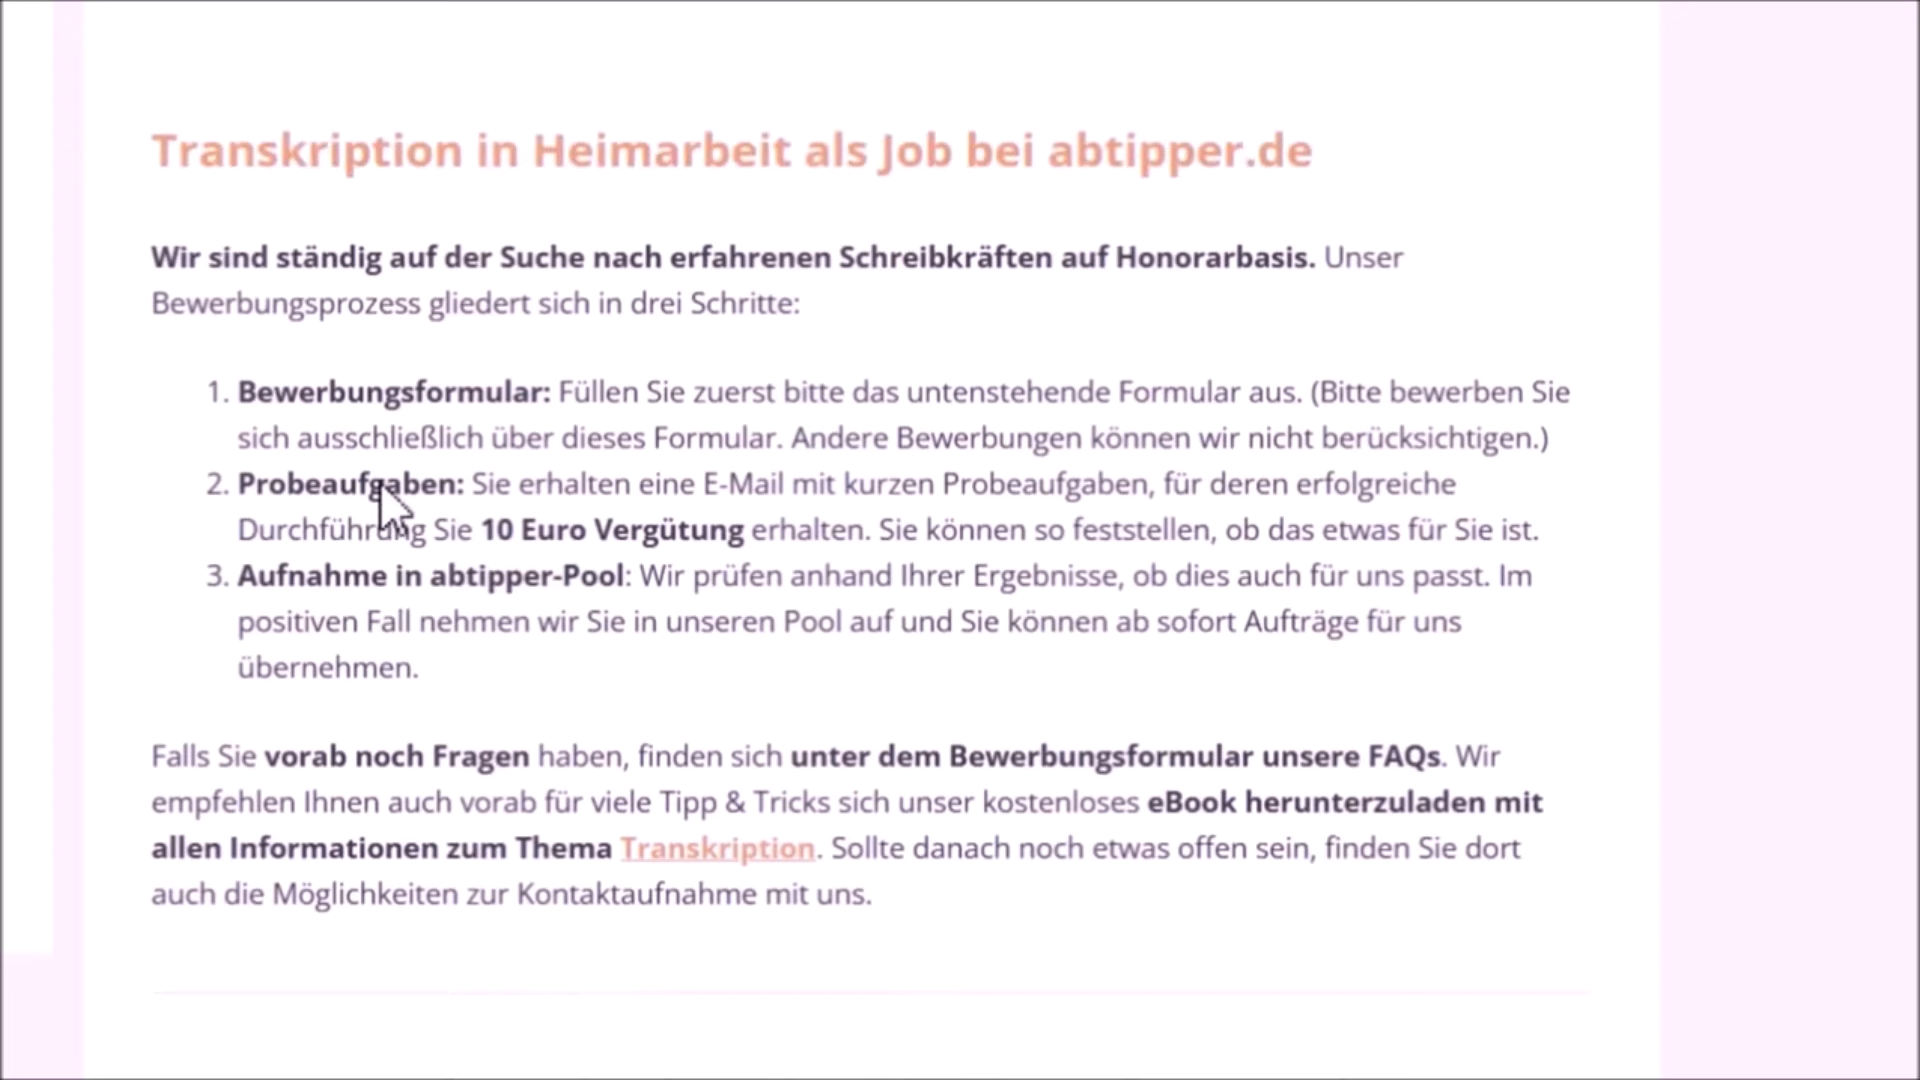 Transkription in Heimarbeit als Job bei abtipper.de
Wir sind ständig auf der Suche nach erfahrenen Schreibkräften auf Honorarbasis. Unser
Bewerbungsprozess gliedert sich in drei Schritte:
1. Bewerbungsformular: Füllen Sie zuerst bitte das untenstehende Formular aus. (Bitte bewerben Sie
sich ausschließlich über dieses Formular. Andere Bewerbungen können wir nicht berücksichtigen.)
2. Probeaufgaben: Sie erhalten eine E-Mail mit kurzen Probeaufgaben, für deren erfolgreiche
Durchführung Sie 10 Euro Vergütung erhalten. Sie können so feststellen, ob das etwas für Sie ist.
3. Aufnahme in abtipper-Pool: Wir prüfen anhand Ihrer Ergebnisse, ob dies auch für uns passt. Im
positiven Fall nehmen wir Sie in unseren Pool auf und Sie können ab sofort Aufträge für uns
übernehmen.
Falls Sie vorab noch Fragen haben, finden sich unter dem Bewerbungsformular unsere FAQs. Wir
empfehlen Ihnen auch vorab für viele Tipp & Tricks sich unser kostenloses eBook herunterzuladen mit
allen Informationen zum Thema Transkription. Sollte danach noch etwas offen sein, finden Sie dort
auch die Möglichkeiten zur Kontaktaufnahme mit uns.